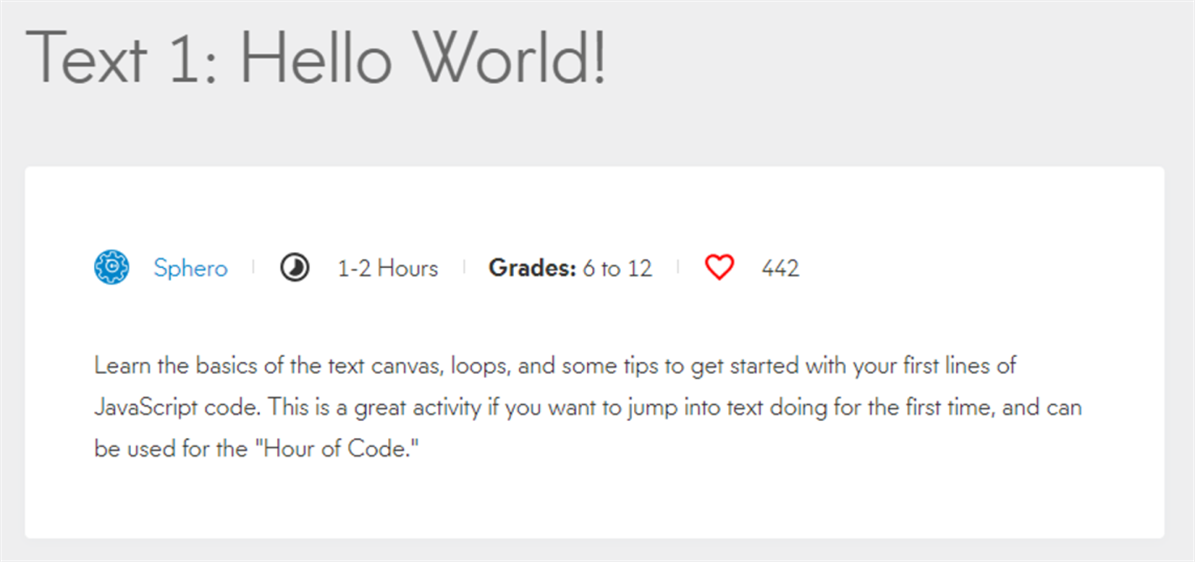 Text 1: Hello World!
Sphero 1-2 Hours Grades: 6 to 12 442
Learn the basics of the text canvas, loops, and some tips to get started with your first lines of
JavaScript code. This is a great activity if you want to jump into text doing for the first time, and can
be used for the "Hour of Code."